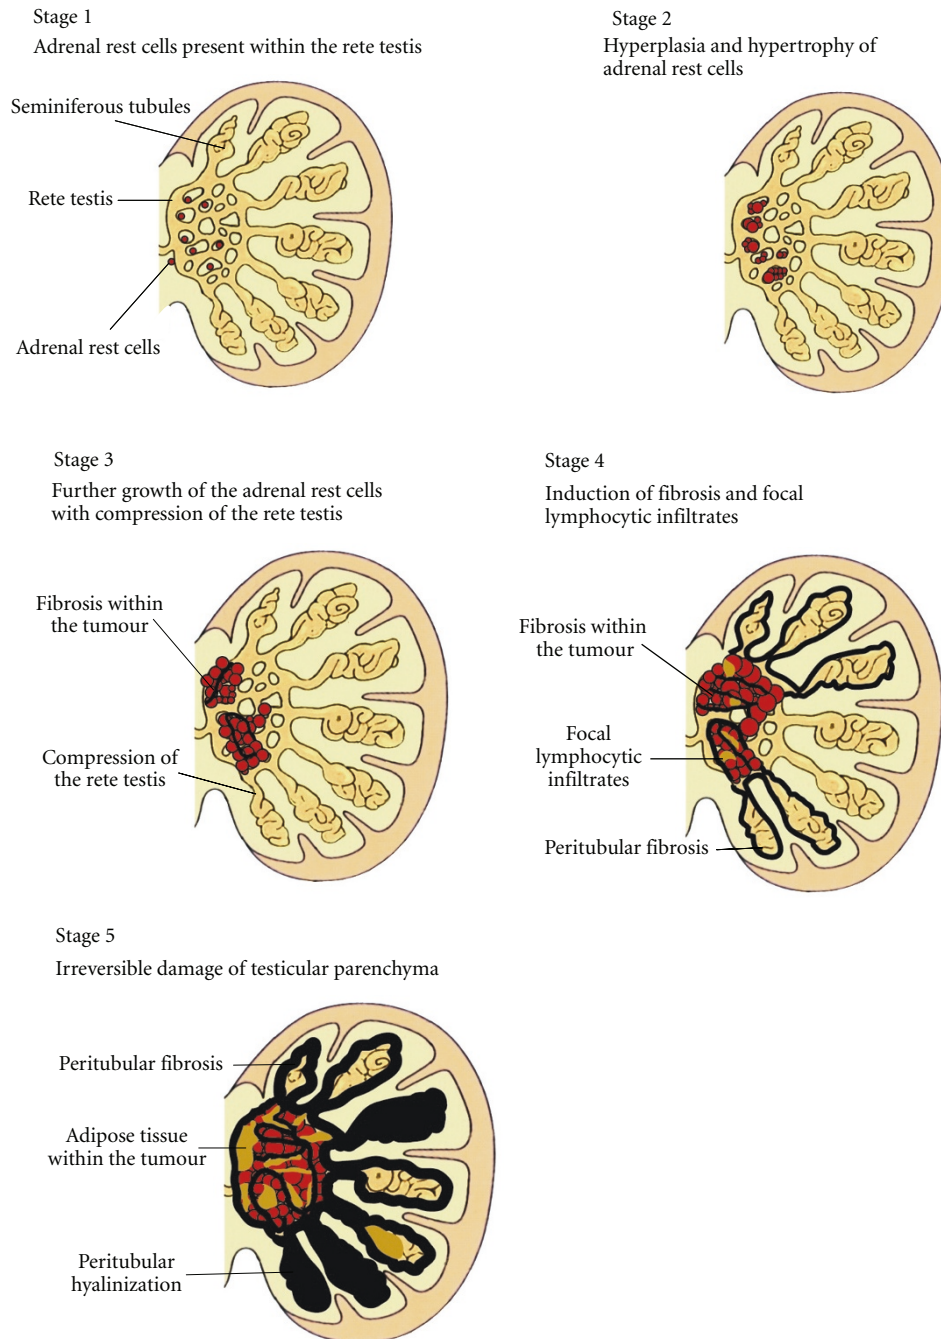 Stage 1
Adrenal rest cells present within the rete testis
Seminiferous tubules
Rete testis
Adrenal rest cells
Stage 2
Hyperplasia and hypertrophy of
adrenal rest cells
Stage 3
Further growth of the adrenal rest cells
with compression of the rete testis
Fibrosis within
the tumour
Compression of
the rete testis
Stage 4
Induction of fibrosis and focal
lymphocytic infiltrates
Fibrosis within
the tumour
Focal
lymphocytic
infiltrates
Peritubular fibrosis
Stage 5
Irreversible damage of testicular parenchyma
Peritubular fibrosis
Adipose tissue
within the tumour
Peritubular
hyalinization